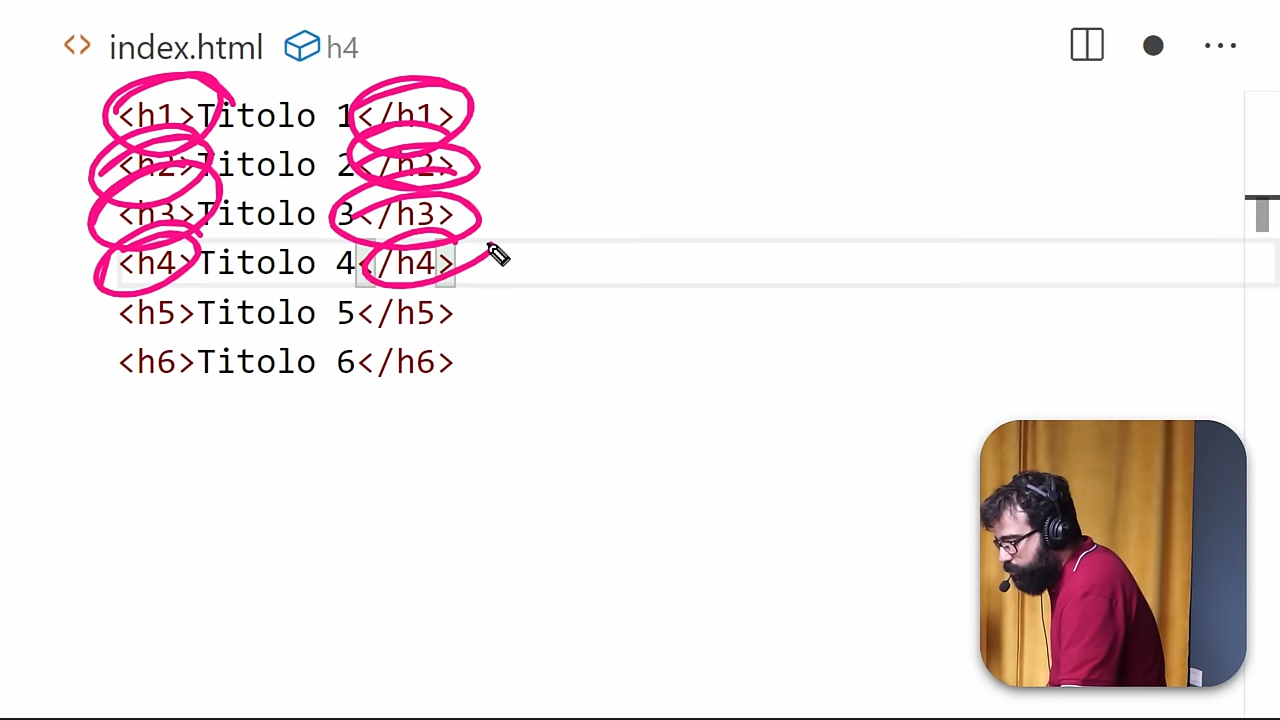 index.html h4
<h1>Titolo 1</h1>
<h2>Titolo 2</h2>
<h3>Titolo 3</h3>
<h4>Titolo 4</h4>
<h5>Titolo 5</h5>
<h6>Titolo 6</h6>